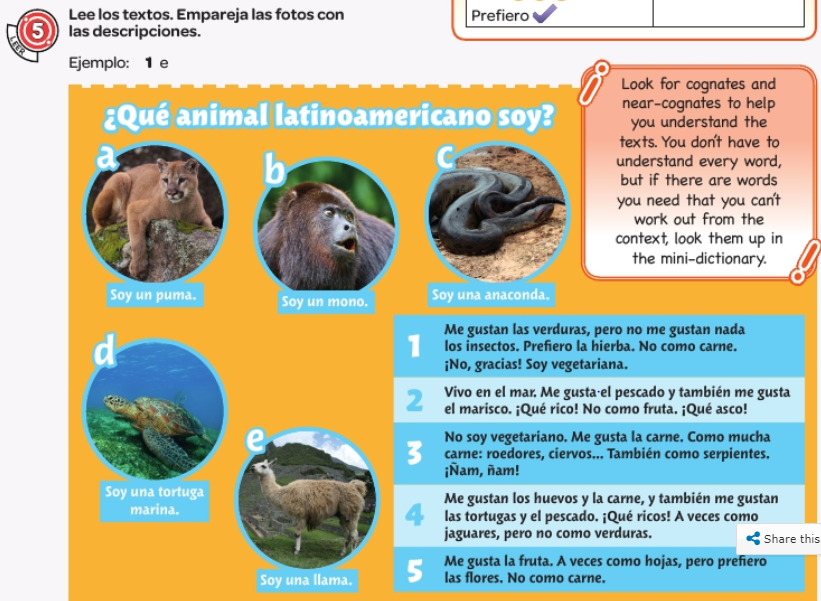 5
LEER
Lee los textos. Empareja las fotos con
las descripciones.
Ejemplo: 1 e
Prefiero
¿Qué animal latinoamericano soy?
a
Soy un puma.
b
Soy un mono.
c
Soy una anaconda.
d
Soy una tortuga
marina.
e
Soy una llama.
Look for cognates and
near-cognates to help
you understand the
texts. You don't have to
understand every word,
but if there are words
you need that you can't
work out from the
context, look them up in
the mini-dictionary.
1
Me gustan las verduras, pero no me gustan nada
los insectos. Prefiero la hierba. No como carne.
¡No, gracias! Soy vegetariana.
2
Vivo en el mar. Me gusta el pescado y también me gusta
el marisco. ¡Qué rico! No como fruta. ¡Qué asco!
3
No soy vegetariano. Me gusta la carne. Como mucha
carne: roedores, ciervos... También como serpientes.
¡Ñam, ñam!
4
Me gustan los huevos y la carne, y también me gustan
las tortugas y el pescado. ¡Qué ricos! A veces como
jaguares, pero no como verduras.
5
Me gusta la fruta. A veces como hojas, pero prefiero
las flores. No como carne.
Share this